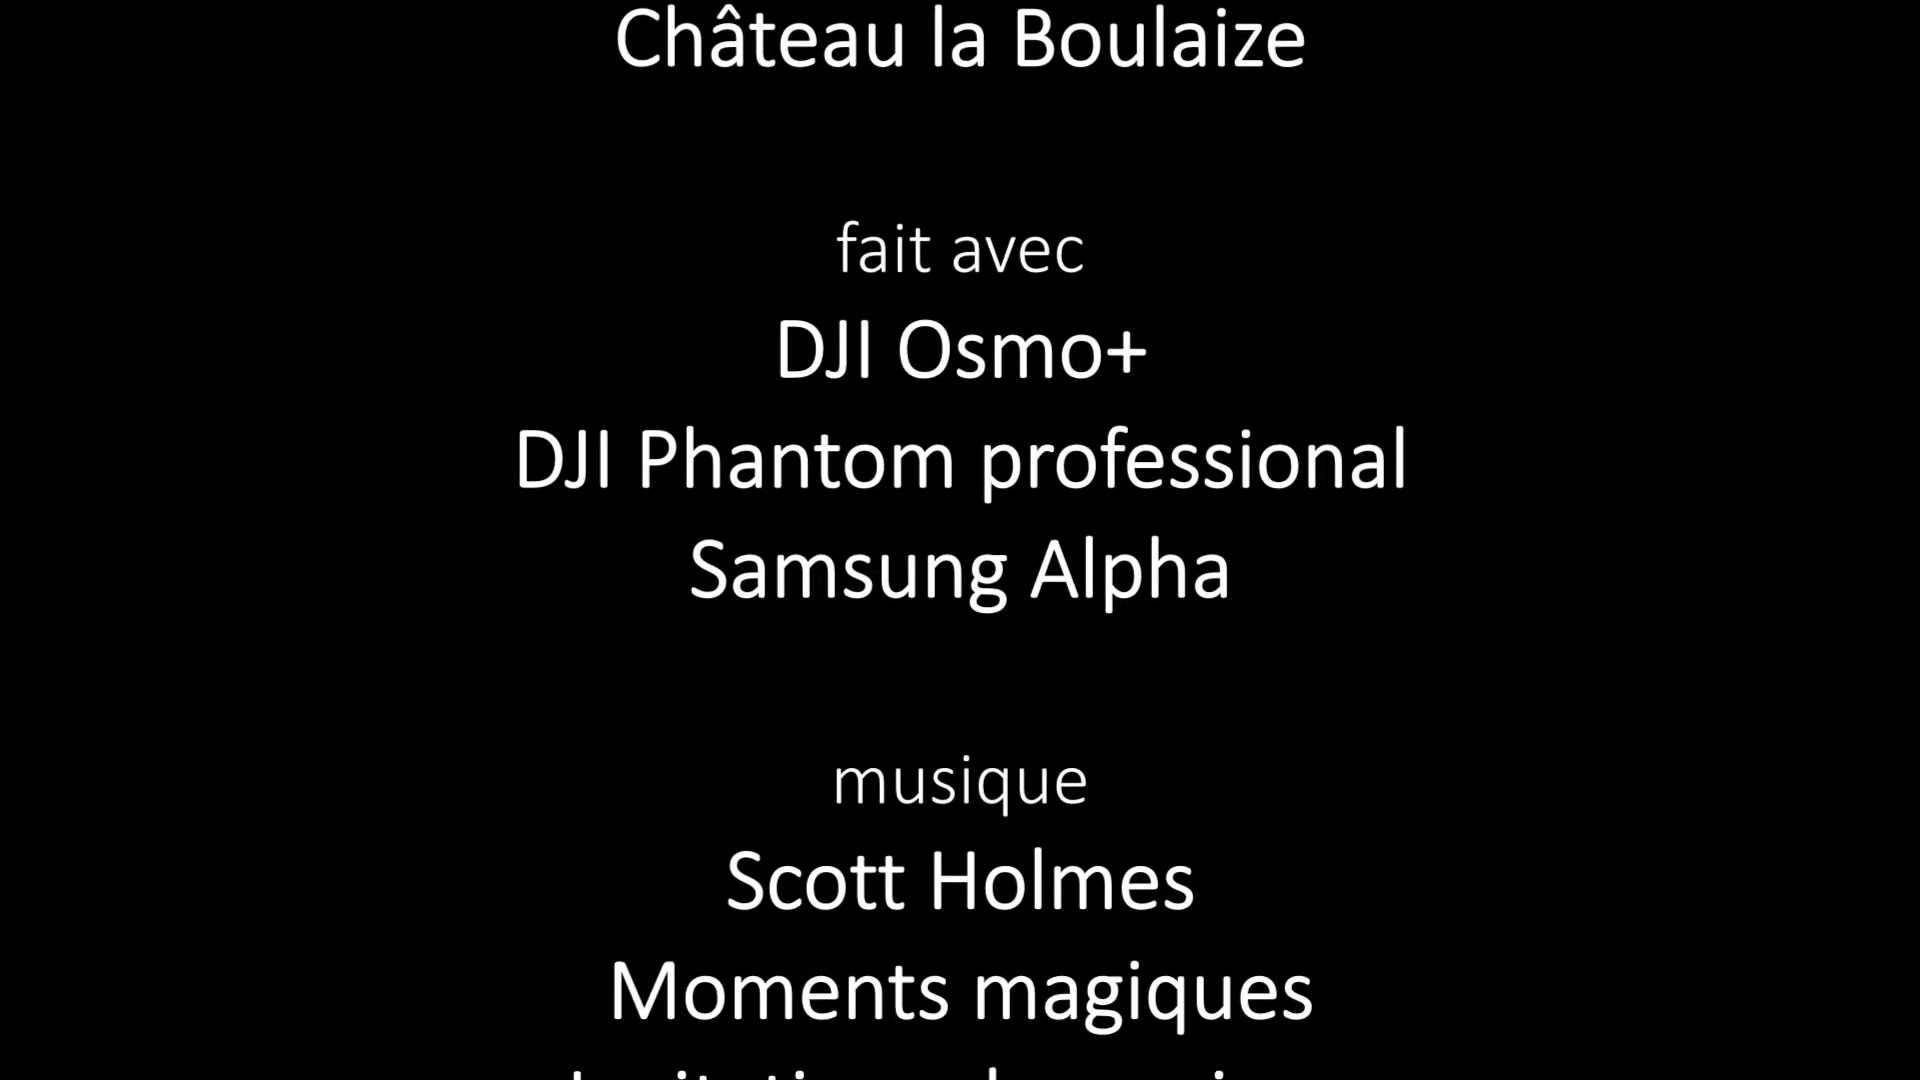 Château la Boulaize
fait avec
DJI Osmo+
DJI Phantom professional
Samsung Alpha
musique
Scott Holmes
Moments magiques